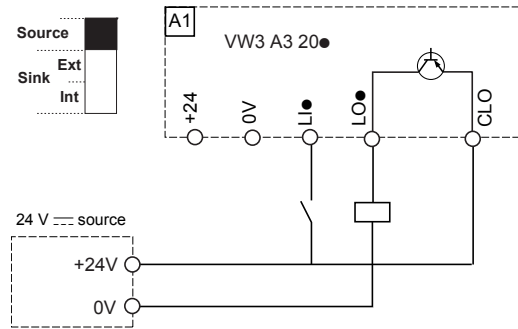 Source
Ext
Sink
Int
A1
VW3 A3 20●
+24
0V
LI●
LO●
CLO
24 V ⎓ source
+24V
0V